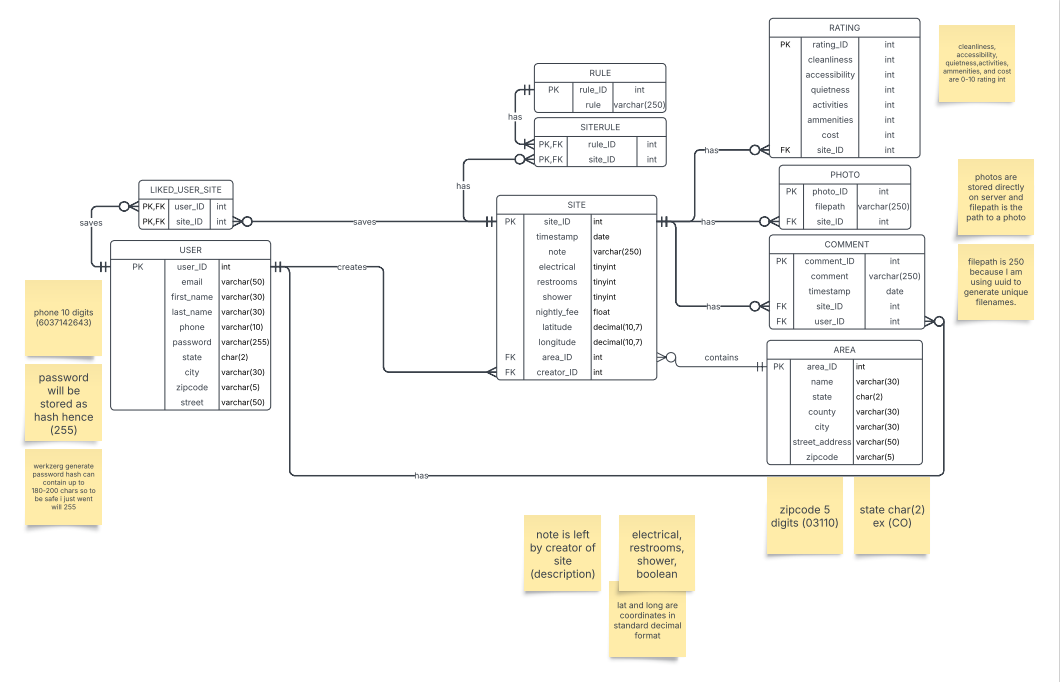 RATING
PK rating_ID int
cleanliness int
accessibility int
quietness int
activities int
ammenities int
cost int
FK site_ID int
cleanliness,
accessibility,
quietness,activities,
ammenities, and cost
are 0-10 rating int
RULE
PK rule_ID int
rule varchar(250)
has
SITERULE
PK,FK rule_ID int
PK,FK site_ID int
has
has
PHOTO
PK photo_ID int
filepath varchar(250)
FK site_ID int
has
photos are
stored directly
on server and
filepath is the
path to a photo
LIKED_USER_SITE
PK,FK user_ID int
PK,FK site_ID int
saves
saves
SITE
PK site_ID int
timestamp date
note varchar(250)
electrical tinyint
restrooms tinyint
shower tinyint
nightly_fee float
latitude decimal(10,7)
longitude decimal(10,7)
FK area_ID int
FK creator_ID int
COMMENT
PK comment_ID int
comment varchar(250)
timestamp date
FK site_ID int
FK user_ID int
has
filepath is 250
because I am
using uuid to
generate unique
filenames.
USER
PK user_ID int
email varchar(50)
first_name varchar(30)
last_name varchar(30)
phone varchar(10)
password varchar(255)
state char(2)
city varchar(30)
zipcode varchar(5)
street varchar(50)
creates
phone 10 digits
(6037142643)
password
will be
stored as
hash hence
(255)
werkzerg generate
password hash can
contain up to
180-200 chars so to
be safe i just went
will 255
contains
AREA
PK area_ID int
name varchar(30)
state char(2)
county varchar(30)
city varchar(30)
street_address varchar(50)
zipcode varchar(5)
has
zipcode 5
digits (03110)
state char(2)
ex (CO)
note is left
by creator of
site
(description)
electrical,
restrooms,
shower,
boolean
lat and long are
coordinates in
standard decimal
format